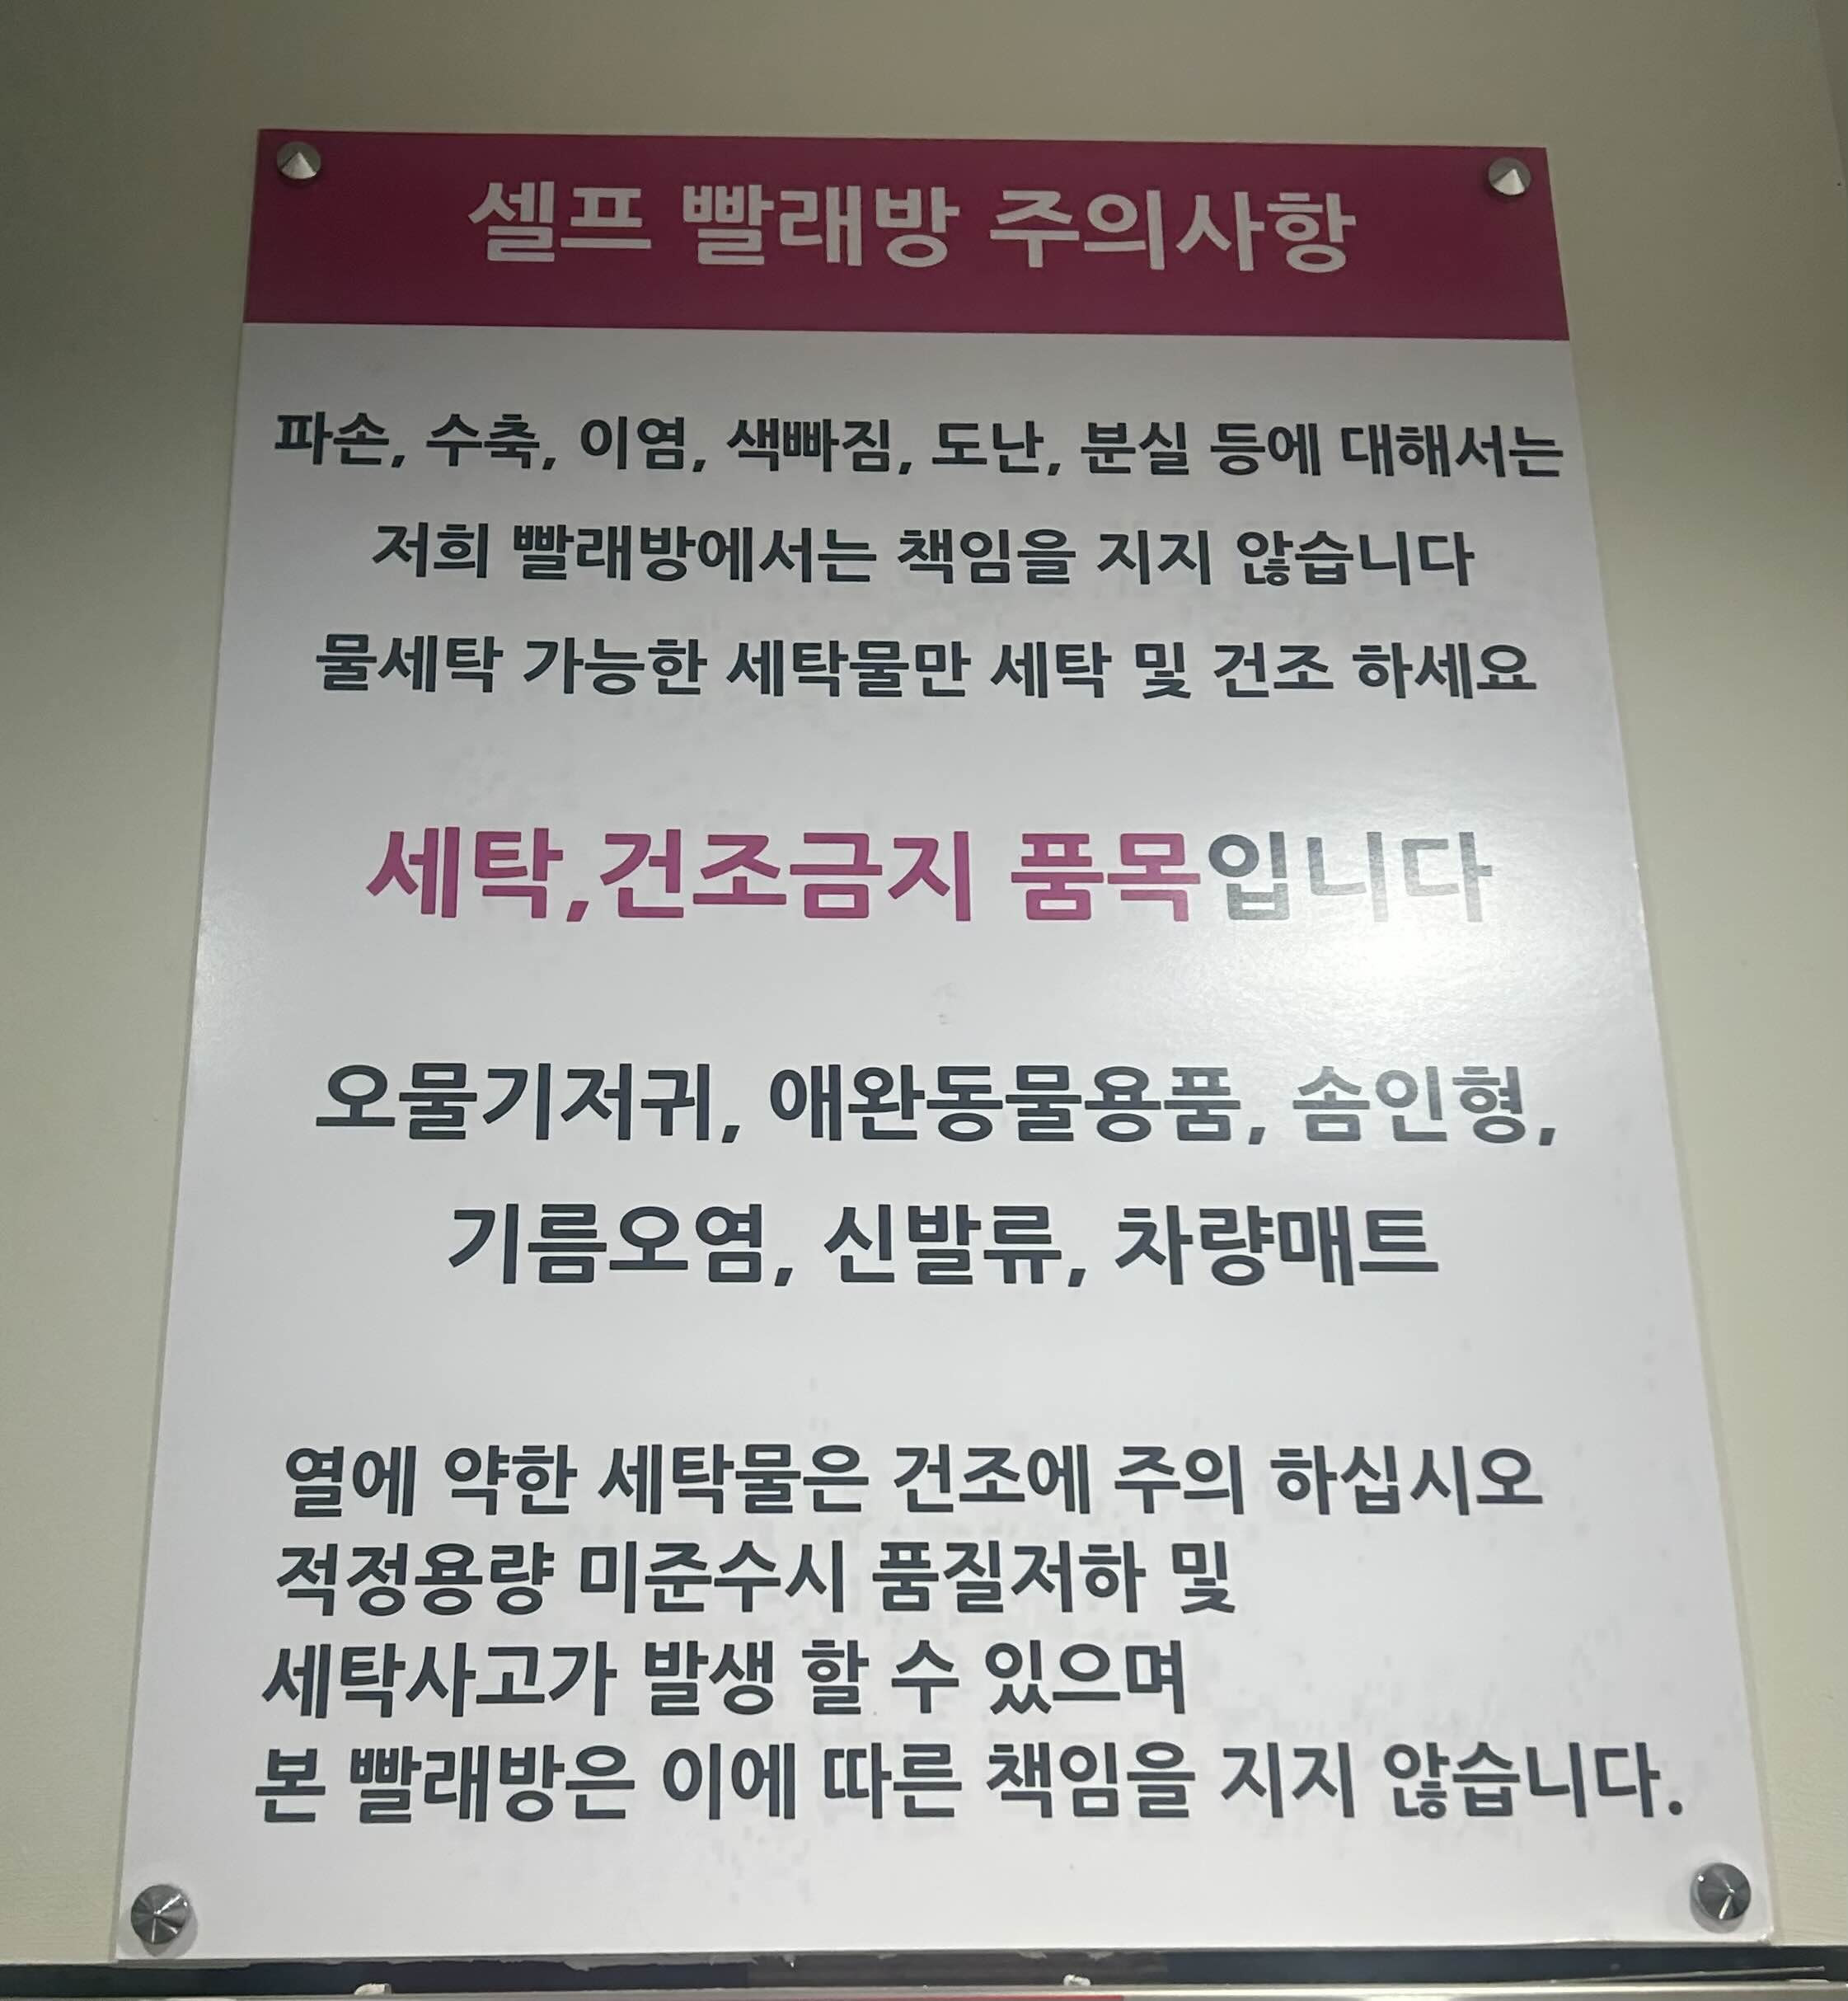 셀프 빨래방 주의사항
파손, 수축, 이염, 색빠짐, 도난, 분실 등에 대해서는
저희 빨래방에서는 책임을 지지 않습니다
물세탁 가능한 세탁물만 세탁 및 건조 하세요
세탁,건조금지 품목입니다
오물기저귀, 애완동물용품, 솜인형,
기름오염, 신발류, 차량매트
열에 약한 세탁물은 건조에 주의 하십시오
적정용량 미준수시 품질저하 및
세탁사고가 발생 할 수 있으며
본 빨래방은 이에 따른 책임을 지지 않습니다.